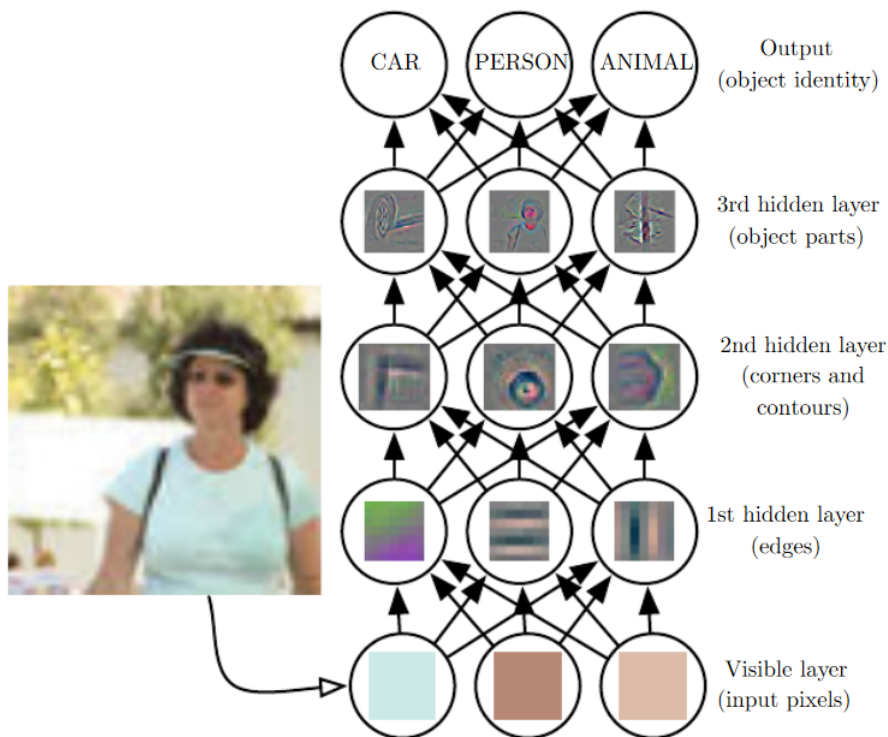 CAR
PERSON
ANIMAL
Output
(object identity)
3rd hidden layer
(object parts)
2nd hidden layer
(corners and
contours)
1st hidden layer
(edges)
Visible layer
(input pixels)